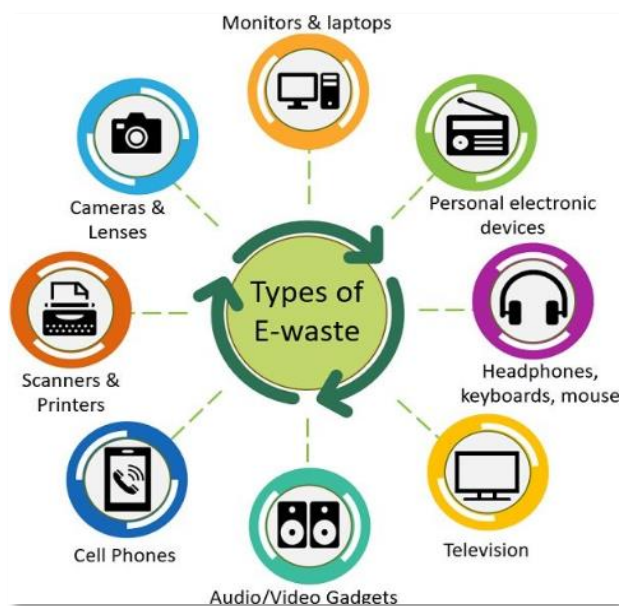 Monitors & laptops
Cameras &
Lenses
Personal electronic
devices
Types of
E-waste
Scanners &
Printers
Headphones,
keyboards, mouse
Cell Phones
Television
Audio/Video Gadgets